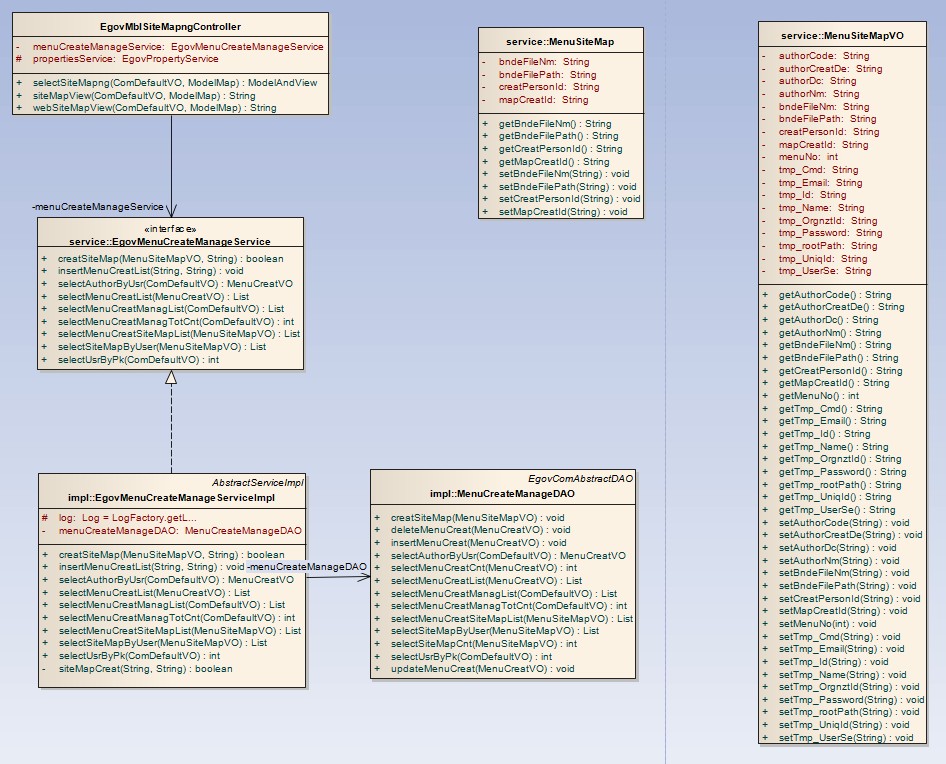 EgovMblSiteMapngController
- menuCreateManageService: EgovMenuCreateManageService
# propertiesService: EgovPropertyService
+ selectSiteMapng(ComDefaultVO, ModelMap) : ModelAndView
+ siteMapView(ComDefaultVO, ModelMap) : String
+ webSiteMapView(ComDefaultVO, ModelMap) : String
-menuCreateManageService
«interface»
service::EgovMenuCreateManageService
+ creatSiteMap(MenuSiteMapVO, String) : boolean
+ insertMenuCreatList(String, String) : void
+ selectAuthorByUsr(ComDefaultVO) : MenuCreatVO
+ selectMenuCreatList(MenuCreatVO) : List
+ selectMenuCreatManagList(ComDefaultVO) : List
+ selectMenuCreatManagTotCnt(ComDefaultVO) : int
+ selectMenuCreatSiteMapList(MenuSiteMapVO) : List
+ selectSiteMapByUser(MenuSiteMapVO) : List
+ selectUsrByPk(ComDefaultVO) : int
AbstractServiceImpl
impl::EgovMenuCreateManageServiceImpl
# log: Log = LogFactory.getL...
- menuCreateManageDAO: MenuCreateManageDAO
+ creatSiteMap(MenuSiteMapVO, String) : boolean
+ insertMenuCreatList(String, String) : void
+ selectAuthorByUsr(ComDefaultVO) : MenuCreatVO
+ selectMenuCreatList(MenuCreatVO) : List
+ selectMenuCreatManagList(ComDefaultVO) : List
+ selectMenuCreatManagTotCnt(ComDefaultVO) : int
+ selectMenuCreatSiteMapList(MenuSiteMapVO) : List
+ selectSiteMapByUser(MenuSiteMapVO) : List
+ selectUsrByPk(ComDefaultVO) : int
- siteMapCreat(String, String) : boolean
-menuCreateManageDAO
EgovComAbstractDAO
impl::MenuCreateManageDAO
+ creatSiteMap(MenuSiteMapVO) : void
+ deleteMenuCreat(MenuCreatVO) : void
+ insertMenuCreat(MenuCreatVO) : void
+ selectAuthorByUsr(ComDefaultVO) : MenuCreatVO
+ selectMenuCreatCnt(MenuCreatVO) : int
+ selectMenuCreatList(MenuCreatVO) : List
+ selectMenuCreatManagList(ComDefaultVO) : List
+ selectMenuCreatManagTotCnt(ComDefaultVO) : int
+ selectMenuCreatSiteMapList(MenuSiteMapVO) : List
+ selectSiteMapByUser(MenuSiteMapVO) : List
+ selectSiteMapCnt(MenuSiteMapVO) : int
+ selectUsrByPk(ComDefaultVO) : int
+ updateMenuCreat(MenuCreatVO) : void
service::MenuSiteMap
- bndeFileNm: String
- bndeFilePath: String
- creatPersonId: String
- mapCreatId: String
+ getBndeFileNm() : String
+ getBndeFilePath() : String
+ getCreatPersonId() : String
+ getMapCreatId() : String
+ setBndeFileNm(String) : void
+ setBndeFilePath(String) : void
+ setCreatPersonId(String) : void
+ setMapCreatId(String) : void
service::MenuSiteMapVO
- authorCode: String
- authorCreatDe: String
- authorDc: String
- authorNm: String
- bndeFileNm: String
- bndeFilePath: String
- creatPersonId: String
- mapCreatId: String
- menuNo: int
- tmp_Cmd: String
- tmp_Email: String
- tmp_Id: String
- tmp_Name: String
- tmp_OrgnztId: String
- tmp_Password: String
- tmp_rootPath: String
- tmp_UniqId: String
- tmp_UserSe: String
+ getAuthorCode() : String
+ getAuthorCreatDe() : String
+ getAuthorDc() : String
+ getAuthorNm() : String
+ getBndeFileNm() : String
+ getBndeFilePath() : String
+ getCreatPersonId() : String
+ getMapCreatId() : String
+ getMenuNo() : int
+ getTmp_Cmd() : String
+ getTmp_Email() : String
+ getTmp_Id() : String
+ getTmp_Name() : String
+ getTmp_OrgnztId() : String
+ getTmp_Password() : String
+ getTmp_rootPath() : String
+ getTmp_UniqId() : String
+ getTmp_UserSe() : String
+ setAuthorCode(String) : void
+ setAuthorCreatDe(String) : void
+ setAuthorDc(String) : void
+ setAuthorNm(String) : void
+ setBndeFileNm(String) : void
+ setBndeFilePath(String) : void
+ setCreatPersonId(String) : void
+ setMapCreatId(String) : void
+ setMenuNo(int) : void
+ setTmp_Cmd(String) : void
+ setTmp_Email(String) : void
+ setTmp_Id(String) : void
+ setTmp_Name(String) : void
+ setTmp_OrgnztId(String) : void
+ setTmp_Password(String) : void
+ setTmp_rootPath(String) : void
+ setTmp_UniqId(String) : void
+ setTmp_UserSe(String) : void